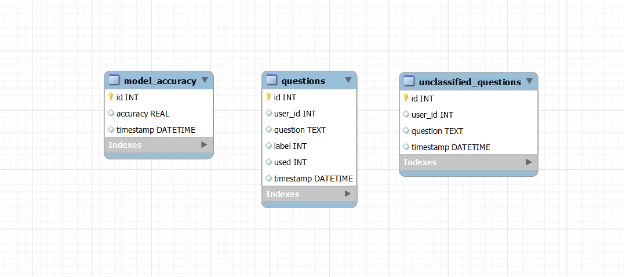 model_accuracy
id INT
accuracy REAL
timestamp DATETIME
Indexes
questions
id INT
user_id INT
question TEXT
label INT
used INT
timestamp DATETIME
Indexes
unclassified_questions
id INT
user_id INT
question TEXT
timestamp DATETIME
Indexes